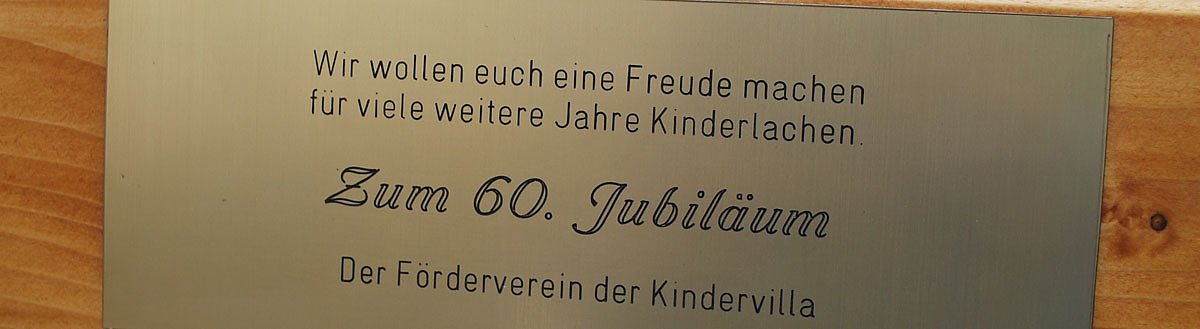 Wir wollen euch eine Freude machen
für viele weitere Jahre Kinderlachen.
Zum 60. Jubiläum
Der Förderverein der Kindervilla